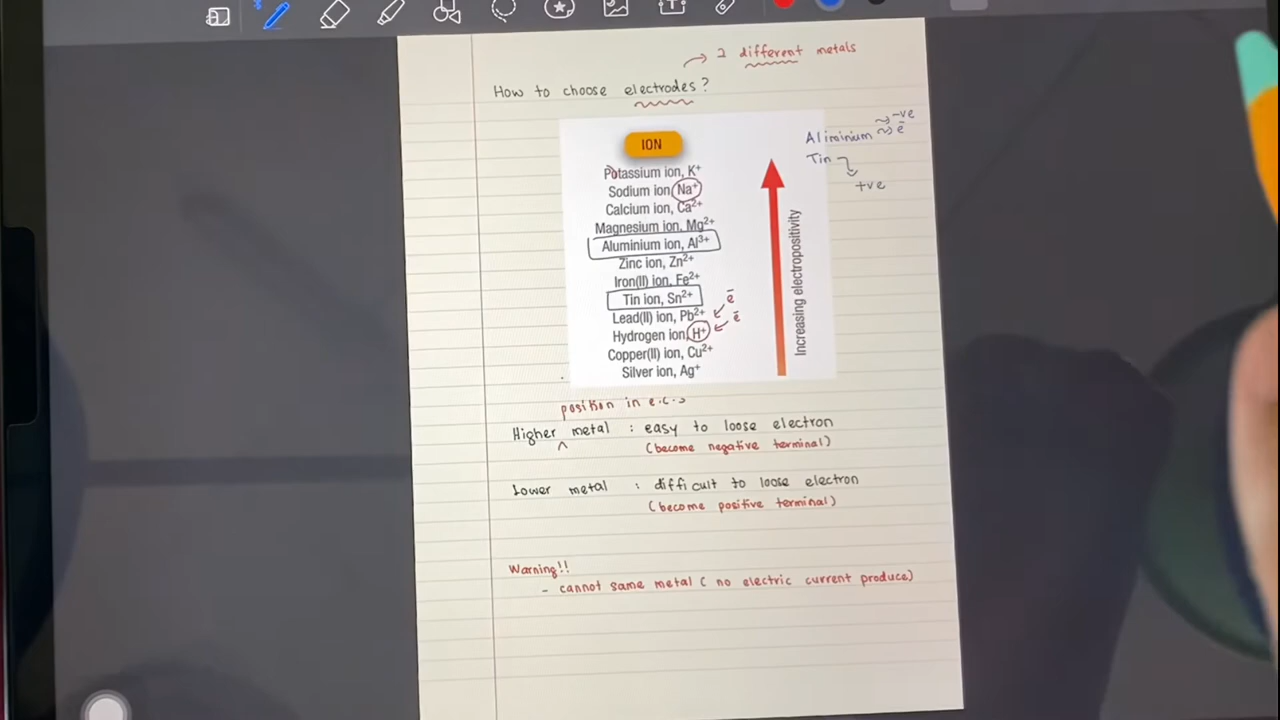 → 2 different metals
How to choose electrodes?
ION
Potassium ion, K⁺
Sodium ion Na⁺
Calcium ion, Ca²⁺
Magnesium ion, Mg²⁺
Aluminium ion, Al³⁺
Zinc ion, Zn²⁺
Iron(II) ion, Fe²⁺
Tin ion, Sn²⁺
Lead(II) ion, Pb²⁺
Hydrogen ion, H⁺
Copper(II) ion, Cu²⁺
Silver ion, Ag⁺
ē
ē
Increasing electropositivity
-ve
Aliminium ē
Tin
+ve
position in e.c.s
Higher metal : easy to loose electron
(become negative terminal)
Lower metal : difficult to loose electron
(become positive terminal)
Warning!!
- cannot same metal ( no electric current produce)